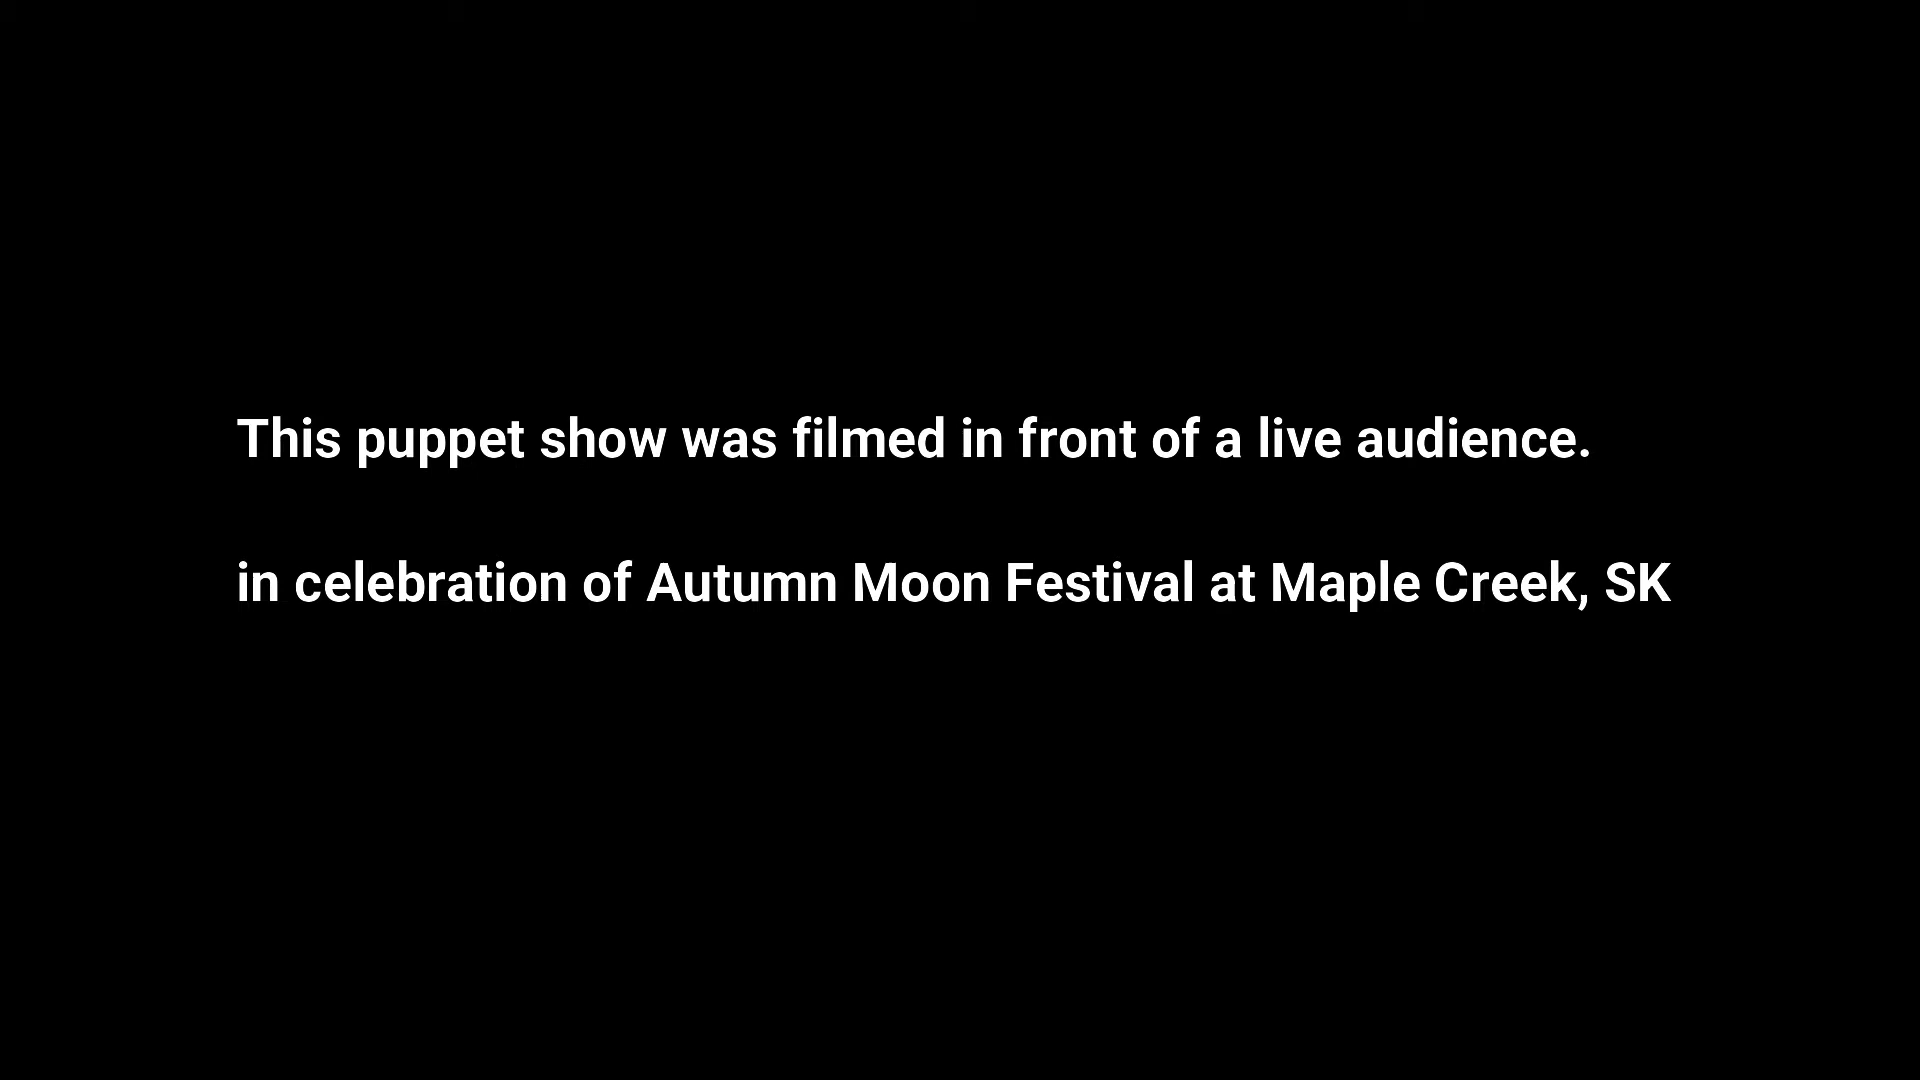 This puppet show was filmed in front of a live audience.
in celebration of Autumn Moon Festival at Maple Creek, SK